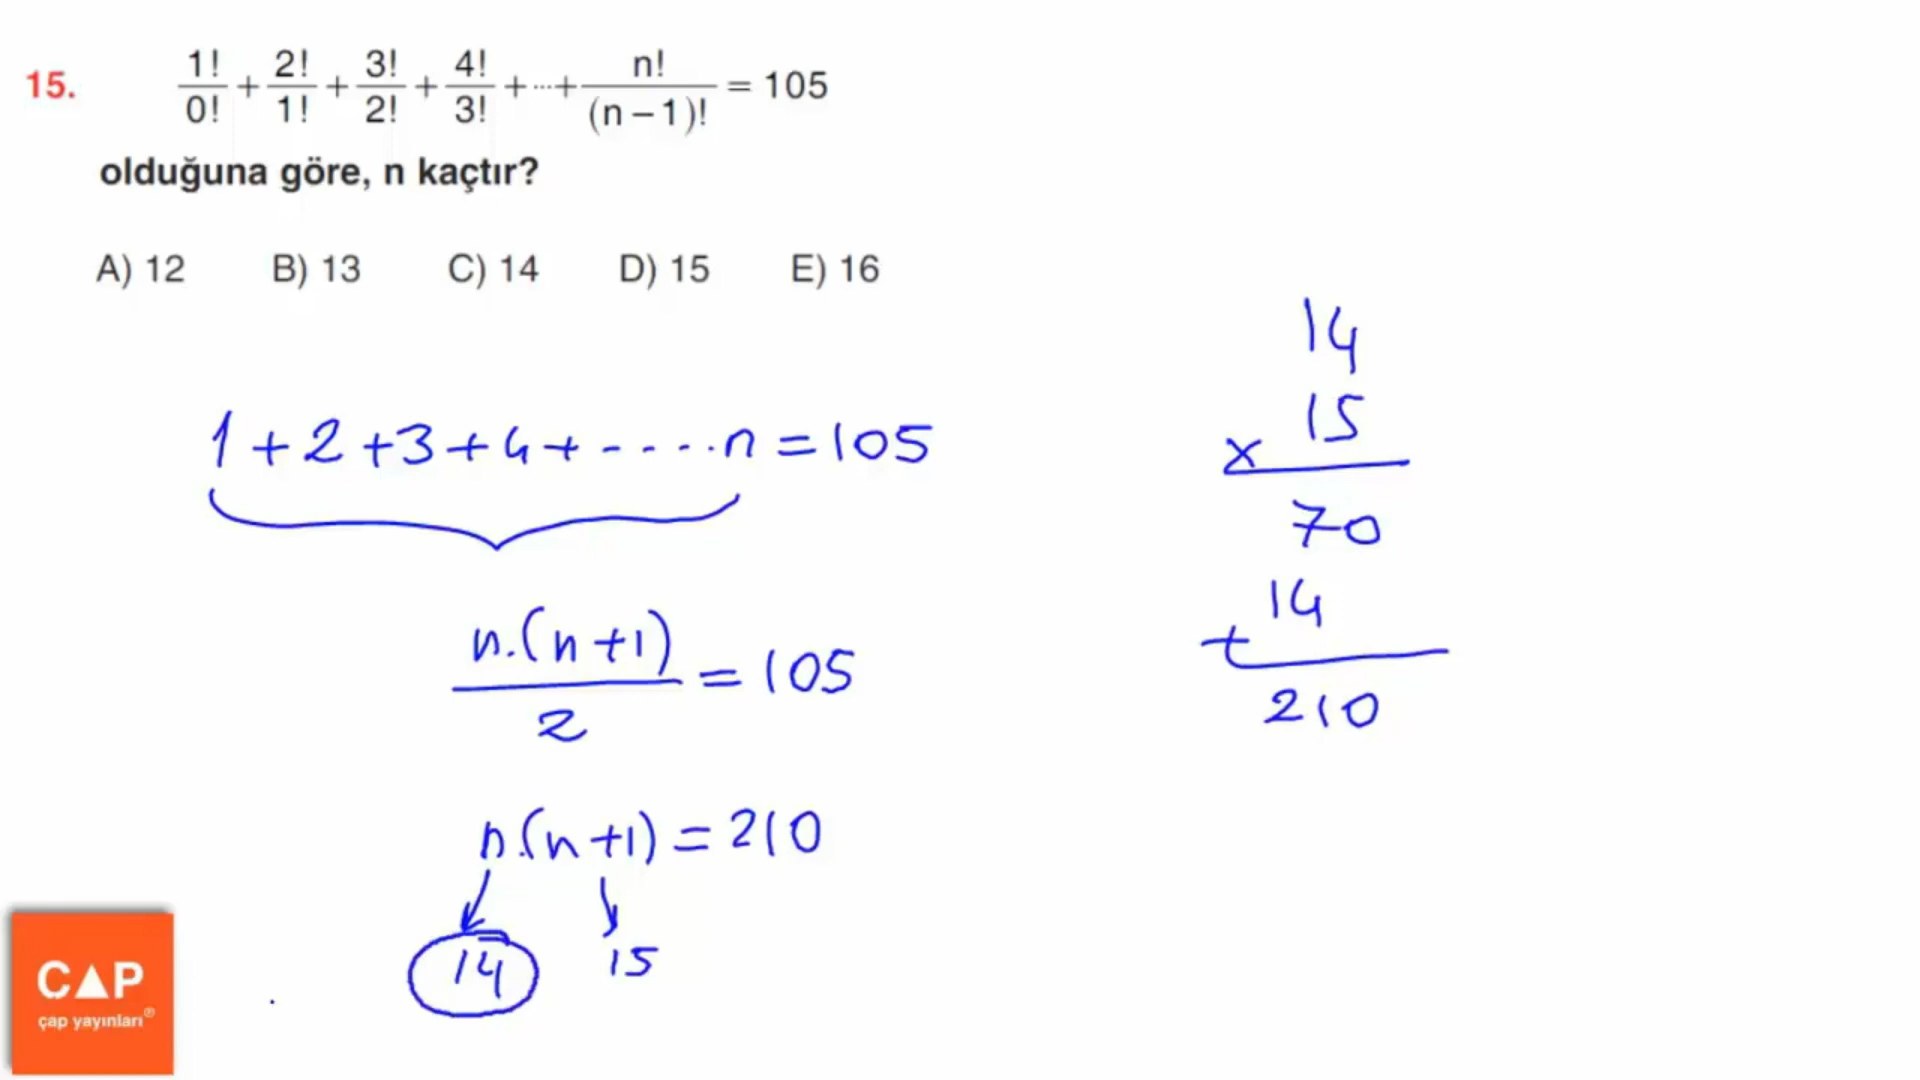 15. 1!/0! + 2!/1! + 3!/2! + 4!/3! + ... + n!/(n − 1)! = 105
olduğuna göre, n kaçtır?
A) 12 B) 13 C) 14 D) 15 E) 16
1 + 2 + 3 + 4 + - - - - . . n = 105
n.(n+1)/2 = 105
n.(n+1) = 210
14 15
14
x 15
70
+ 14
210
CAP
çap yayınları®